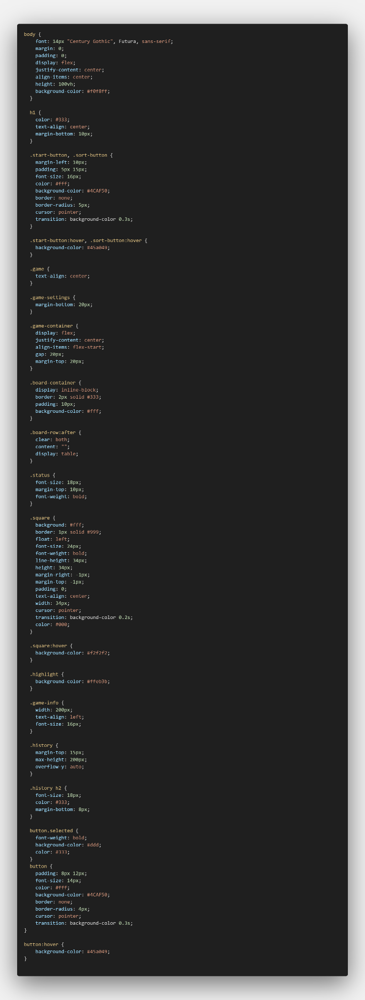 body {
    font: 14px "Century Gothic", Futura, sans-serif;
    margin: 0;
    padding: 0;
    display: flex;
    justify-content: center;
    align-items: center;
    height: 100vh;
    background-color: #f0f8ff;
  }

  h1 {
    color: #333;
    text-align: center;
    margin-bottom: 10px;
  }

  .start-button, .sort-button {
    margin-left: 10px;
    padding: 5px 15px;
    font-size: 16px;
    color: #fff;
    background-color: #4CAF50;
    border: none;
    border-radius: 5px;
    cursor: pointer;
    transition: background-color 0.3s;
  }

  .start-button:hover, .sort-button:hover {
    background-color: #45a049;
  }

  .game {
    text-align: center;
  }

  .game-settings {
    margin-bottom: 20px;
  }

  .game-container {
    display: flex;
    justify-content: center;
    align-items: flex-start;
    gap: 20px;
    margin-top: 20px;
  }

  .board-container {
    display: inline-block;
    border: 2px solid #333;
    padding: 10px;
    background-color: #fff;
  }

  .board-row:after {
    clear: both;
    content: "";
    display: table;
  }

  .status {
    font-size: 18px;
    margin-top: 10px;
    font-weight: bold;
  }

  .square {
    background: #fff;
    border: 1px solid #999;
    float: left;
    font-size: 24px;
    font-weight: bold;
    line-height: 34px;
    height: 34px;
    margin-right: -1px;
    margin-top: -1px;
    padding: 0;
    text-align: center;
    width: 34px;
    cursor: pointer;
    transition: background-color 0.2s;
    color: #000;
  }

  .square:hover {
    background-color: #f2f2f2;
  }

  .highlight {
    background-color: #ffeb3b;
  }

  .game-info {
    width: 200px;
    text-align: left;
    font-size: 16px;
  }

  .history {
    margin-top: 15px;
    max-height: 200px;
    overflow-y: auto;
  }

  .history h2 {
    font-size: 18px;
    color: #333;
    margin-bottom: 8px;
  }

  button.selected {
    font-weight: bold;
    background-color: #ddd;
    color: #333;
  }
  button {
    padding: 8px 12px;
    font-size: 14px;
    color: #fff;
    background-color: #4CAF50;
    border: none;
    border-radius: 4px;
    cursor: pointer;
    transition: background-color 0.3s;
}

button:hover {
    background-color: #45a049;
}